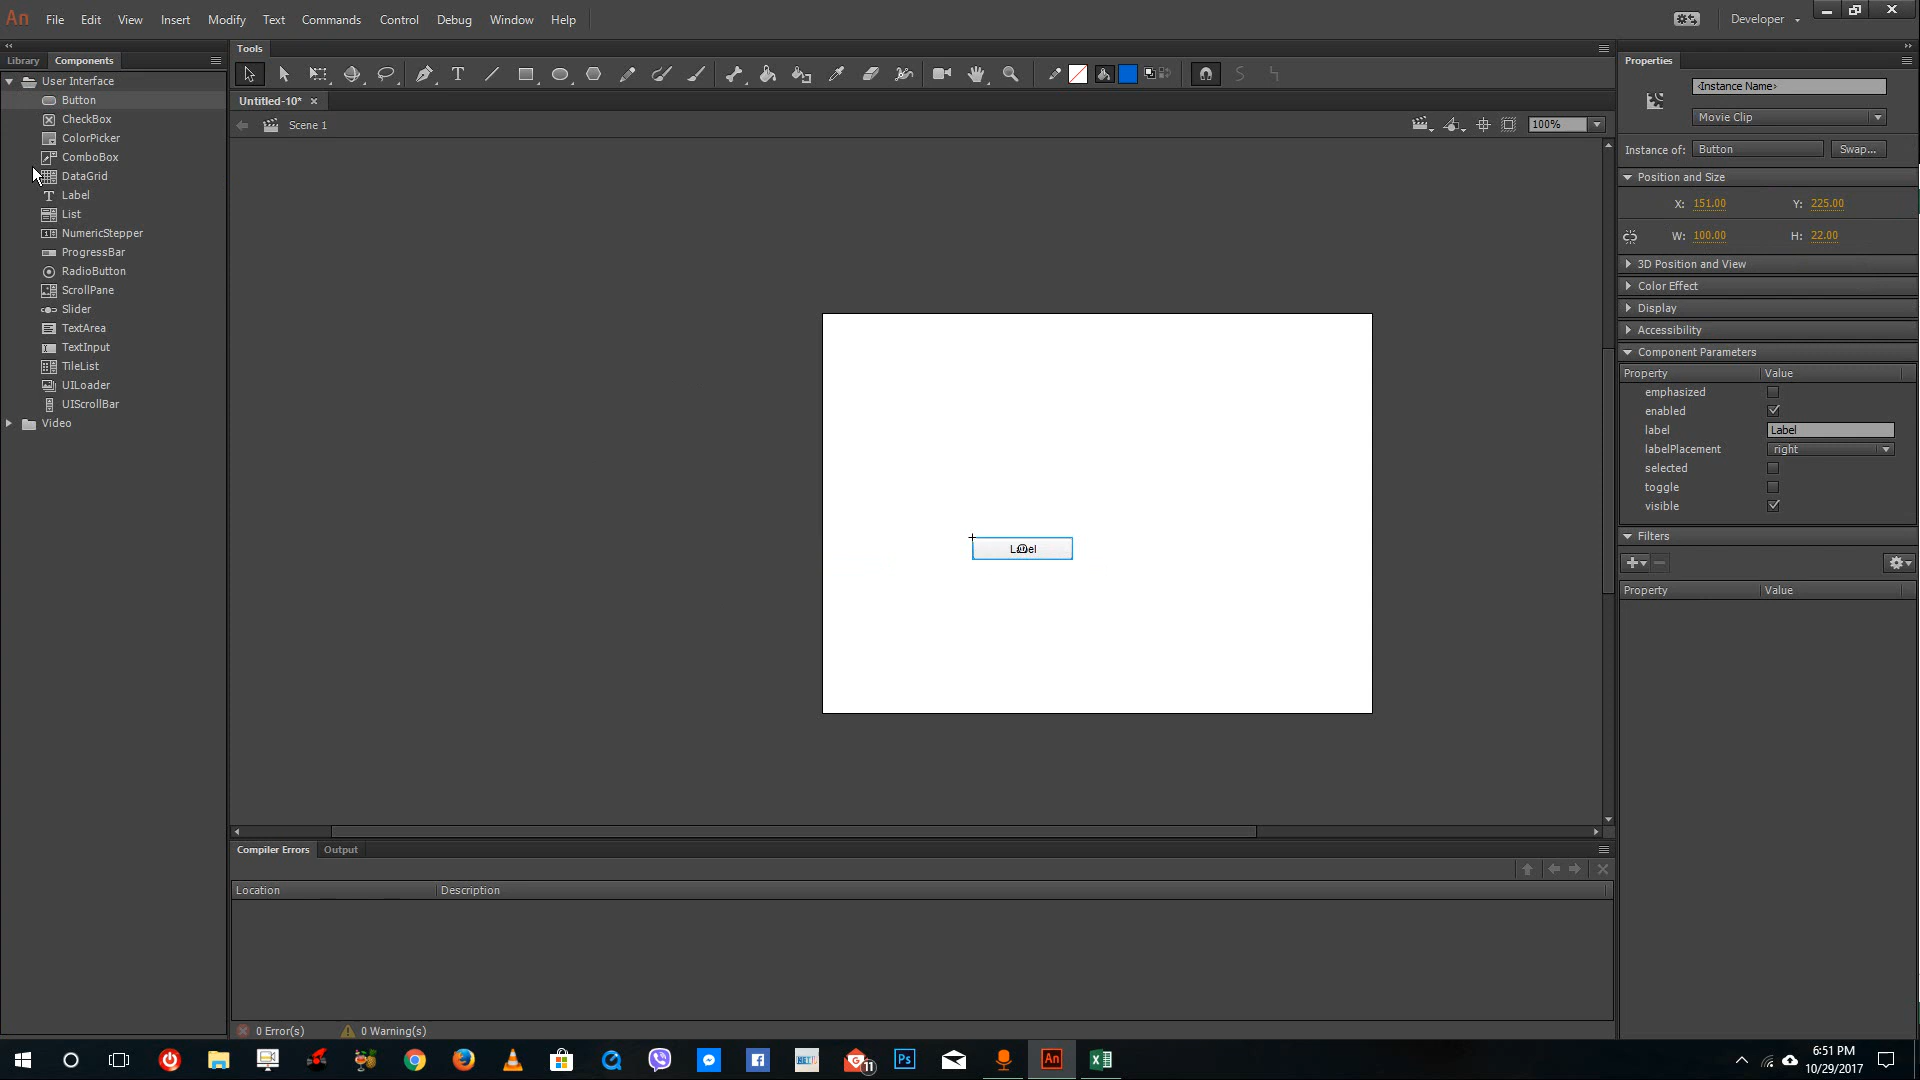 An File Edit View Insert Modify Text Commands Control Debug Window Help Developer
Library Components
User Interface
Button
CheckBox
ColorPicker
ComboBox
DataGrid
Label
List
NumericStepper
ProgressBar
RadioButton
ScrollPane
Slider
TextArea
TextInput
TileList
UILoader
UIScrollBar
Video
Tools
Untitled-10*
Scene 1
100%
Label
Compiler Errors Output
Location Description
0 Error(s) 0 Warning(s)
Properties
<Instance Name>
Movie Clip
Instance of: Button Swap...
Position and Size
X: 151.00 Y: 225.00
W: 100.00 H: 22.00
3D Position and View
Color Effect
Display
Accessibility
Component Parameters
Property Value
emphasized
enabled
label Label
labelPlacement right
selected
toggle
visible
Filters
Property Value
11
Ps
An
6:51 PM
10/29/2017